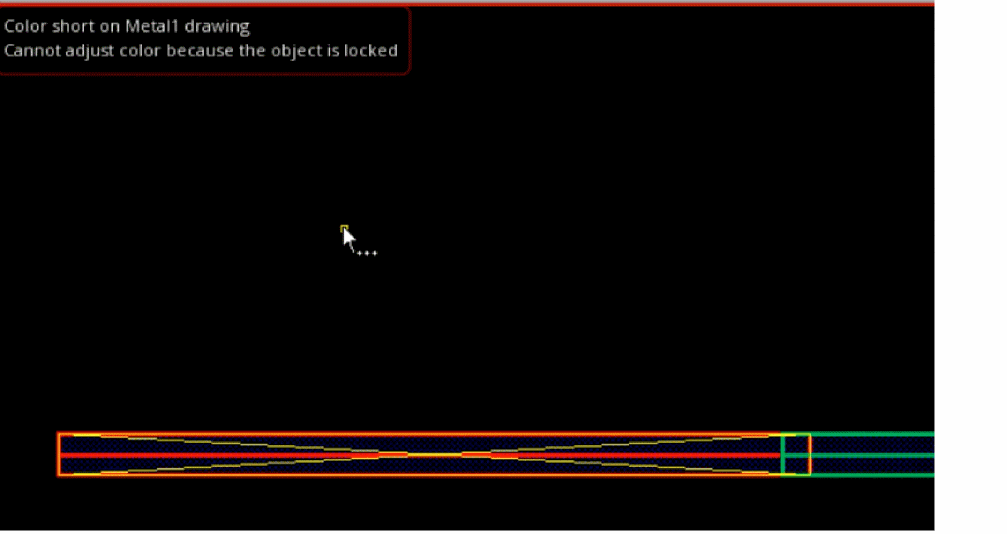 Color short on Metal1 drawing
Cannot adjust color because the object is locked